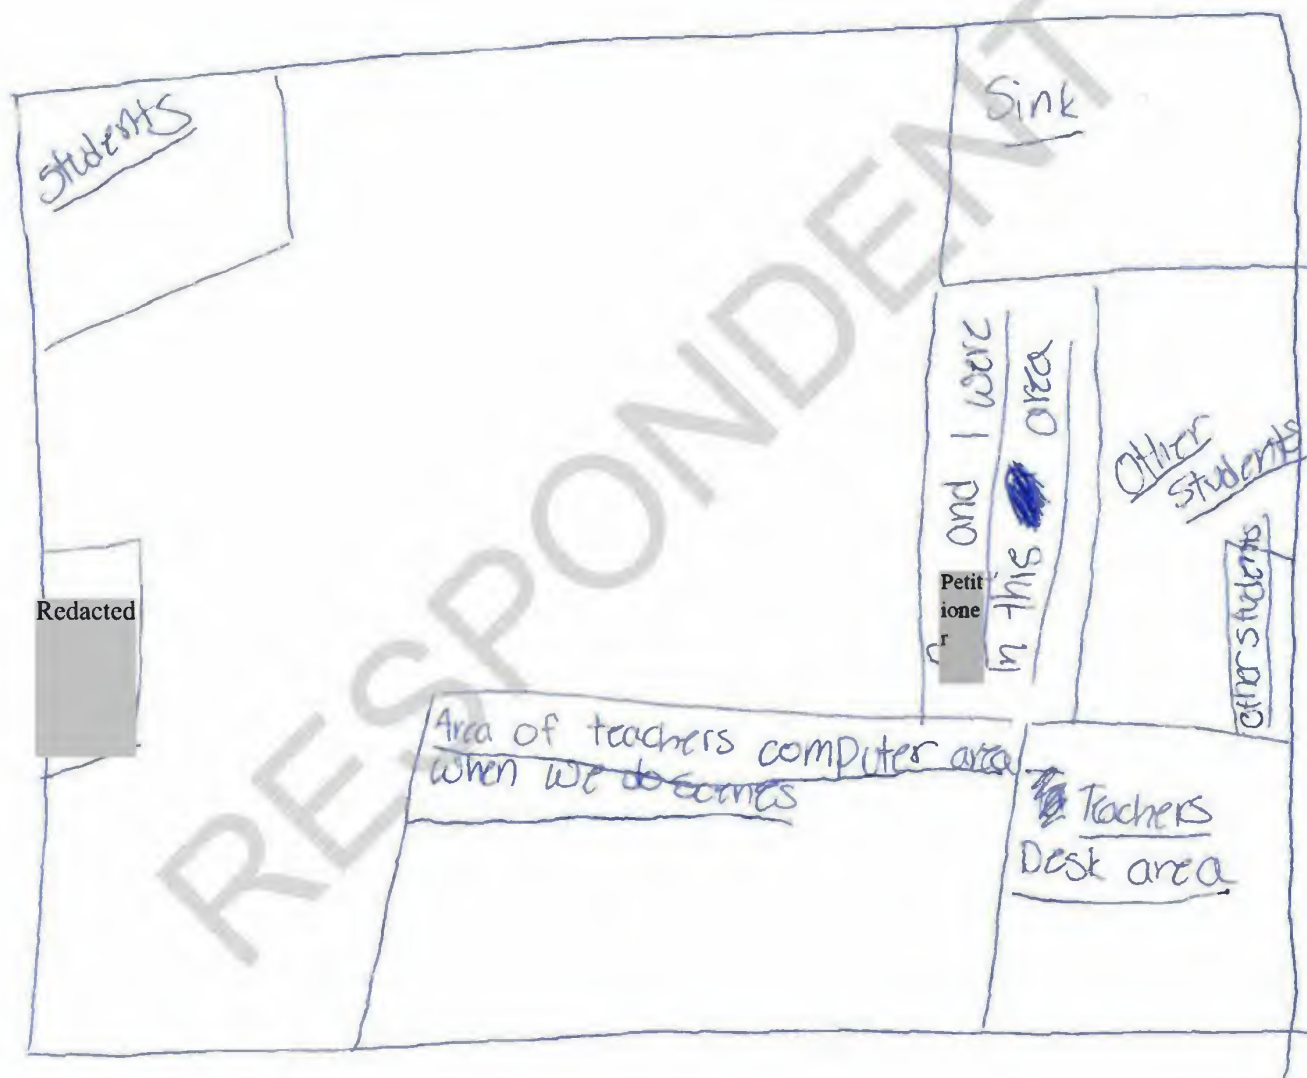 RESPONDENT
Students
Sink
Petitioner and I were
In this area
Other
Students
Other students
Redacted
Area of teachers computer area
when we do scenes
Teachers
Desk area